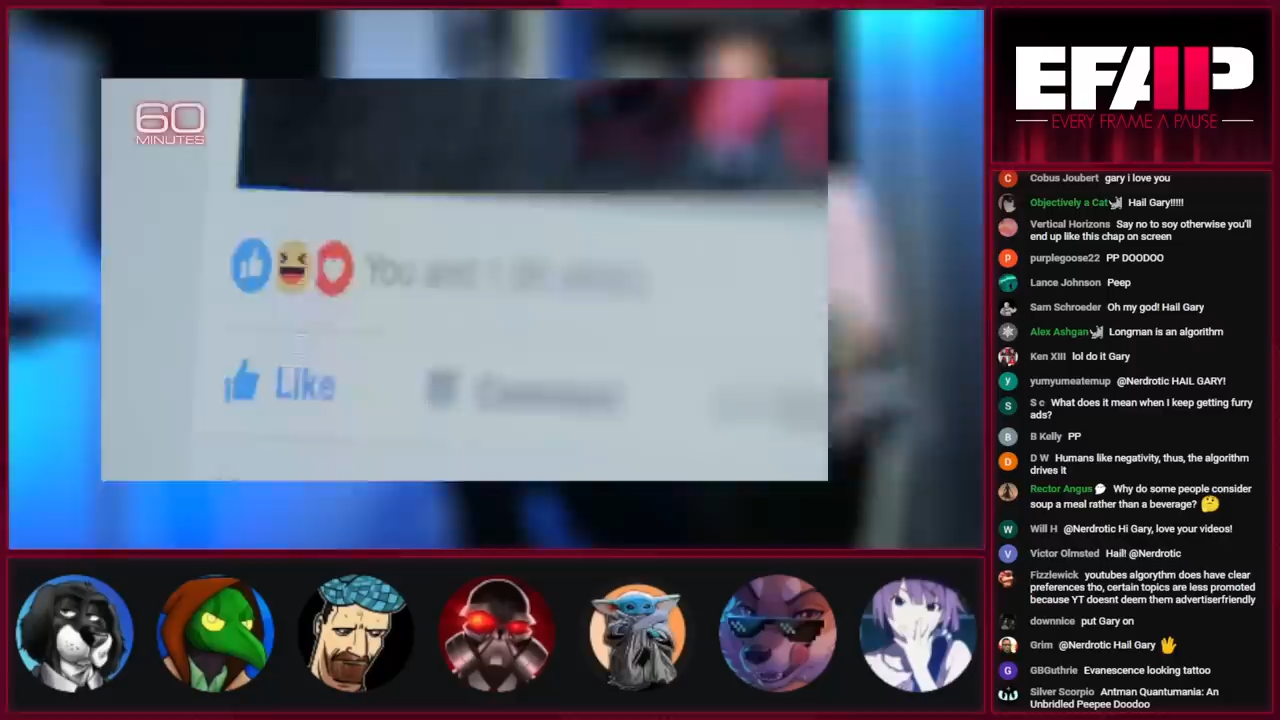 60
MINUTES
You and
Like
EFAP
EVERY FRAME A PAUSE
Cobus Joubert gary i love you
Objectively a Cat Hail Gary!!!!!
Vertical Horizons Say no to soy otherwise you'll
end up like this chap on screen
purplegoose22 PP DOODOO
Lance Johnson Peep
Sam Schroeder Oh my god! Hail Gary
Alex Ashgan Longman is an algorithm
Ken XIII lol do it Gary
y yumyumeatemup @Nerdrotic HAIL GARY!
S S c What does it mean when I keep getting furry
ads?
B B Kelly PP
D D W Humans like negativity, thus, the algorithm
drives it
Rector Angus Why do some people consider
soup a meal rather than a beverage?
W Will H @Nerdrotic Hi Gary, love your videos!
V Victor Olmsted Hail! @Nerdrotic
Fizzlewick youtubes algorythm does have clear
preferences tho, certain topics are less promoted
because YT doesnt deem them advertiserfriendly
downnice put Gary on
Grim @Nerdrotic Hail Gary
G GBGuthrie Evanescence looking tattoo
Silver Scorpio Antman Quantumania: An
Unbridled Peepee Doodoo